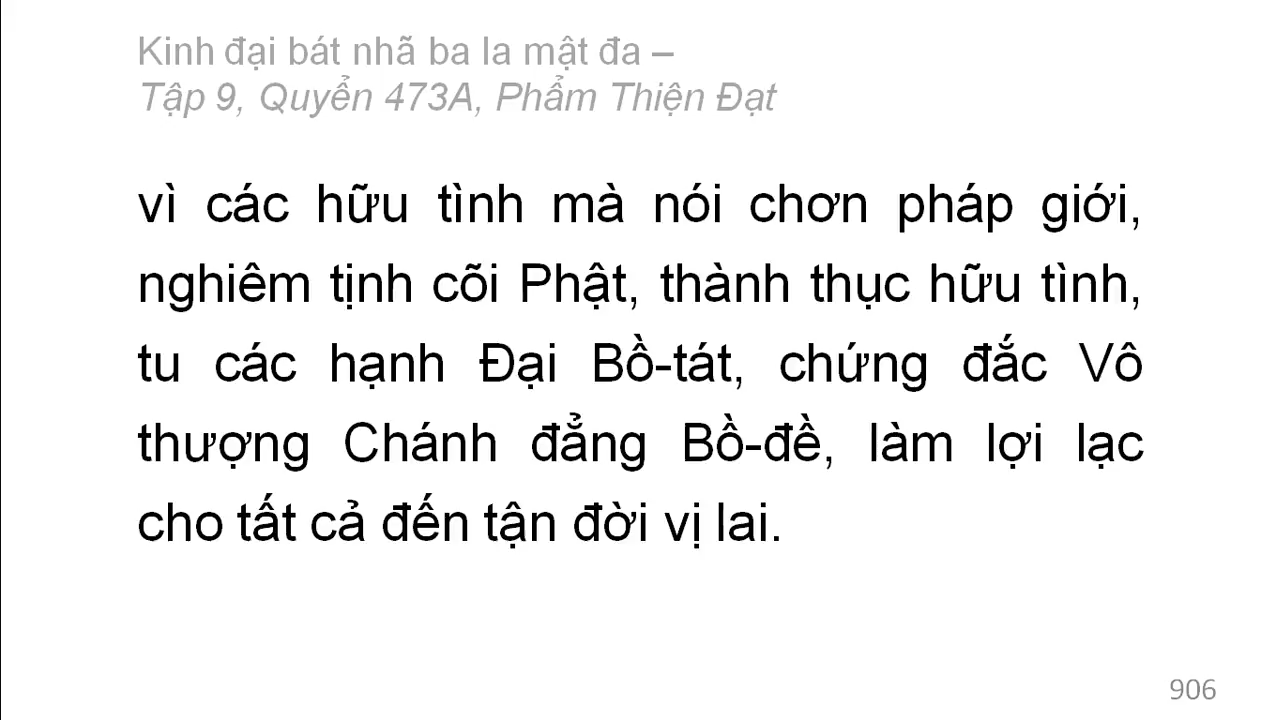 Kinh đại bát nhã ba la mật đa –
Tập 9, Quyển 473A, Phẩm Thiện Đạt
vì các hữu tình mà nói chơn pháp giới,
nghiêm tịnh cõi Phật, thành thục hữu tình,
tu các hạnh Đại Bồ-tát, chứng đắc Vô
thượng Chánh đẳng Bồ-đề, làm lợi lạc
cho tất cả đến tận đời vị lai.
906